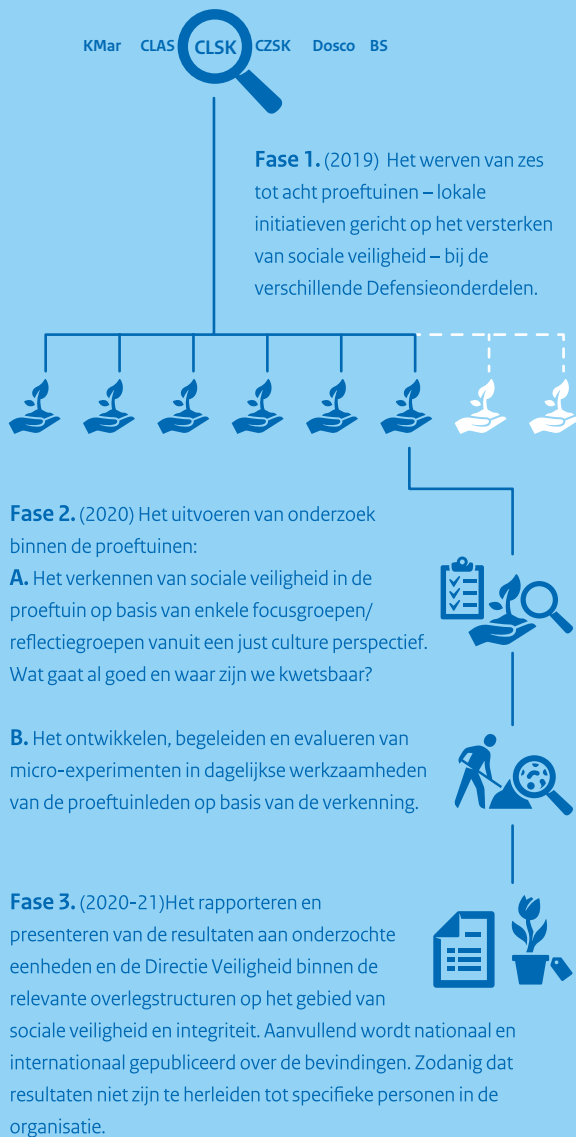 KMar CLAS CLSK CZSK Dosco BS
Fase 1. (2019) Het werven van zes
tot acht proeftuinen – lokale
initiatieven gericht op het versterken
van sociale veiligheid – bij de
verschillende Defensieonderdelen.
Fase 2. (2020) Het uitvoeren van onderzoek
binnen de proeftuinen:
A. Het verkennen van sociale veiligheid in de
proeftuin op basis van enkele focusgroepen/
reflectiegroepen vanuit een just culture perspectief.
Wat gaat al goed en waar zijn we kwetsbaar?
B. Het ontwikkelen, begeleiden en evalueren van
micro-experimenten in dagelijkse werkzaamheden
van de proeftuinleden op basis van de verkenning.
Fase 3. (2020-21)Het rapporteren en
presenteren van de resultaten aan onderzochte
eenheden en de Directie Veiligheid binnen de
relevante overlegstructuren op het gebied van
sociale veiligheid en integriteit. Aanvullend wordt nationaal en
internationaal gepubliceerd over de bevindingen. Zodanig dat
resultaten niet zijn te herleiden tot specifieke personen in de
organisatie.